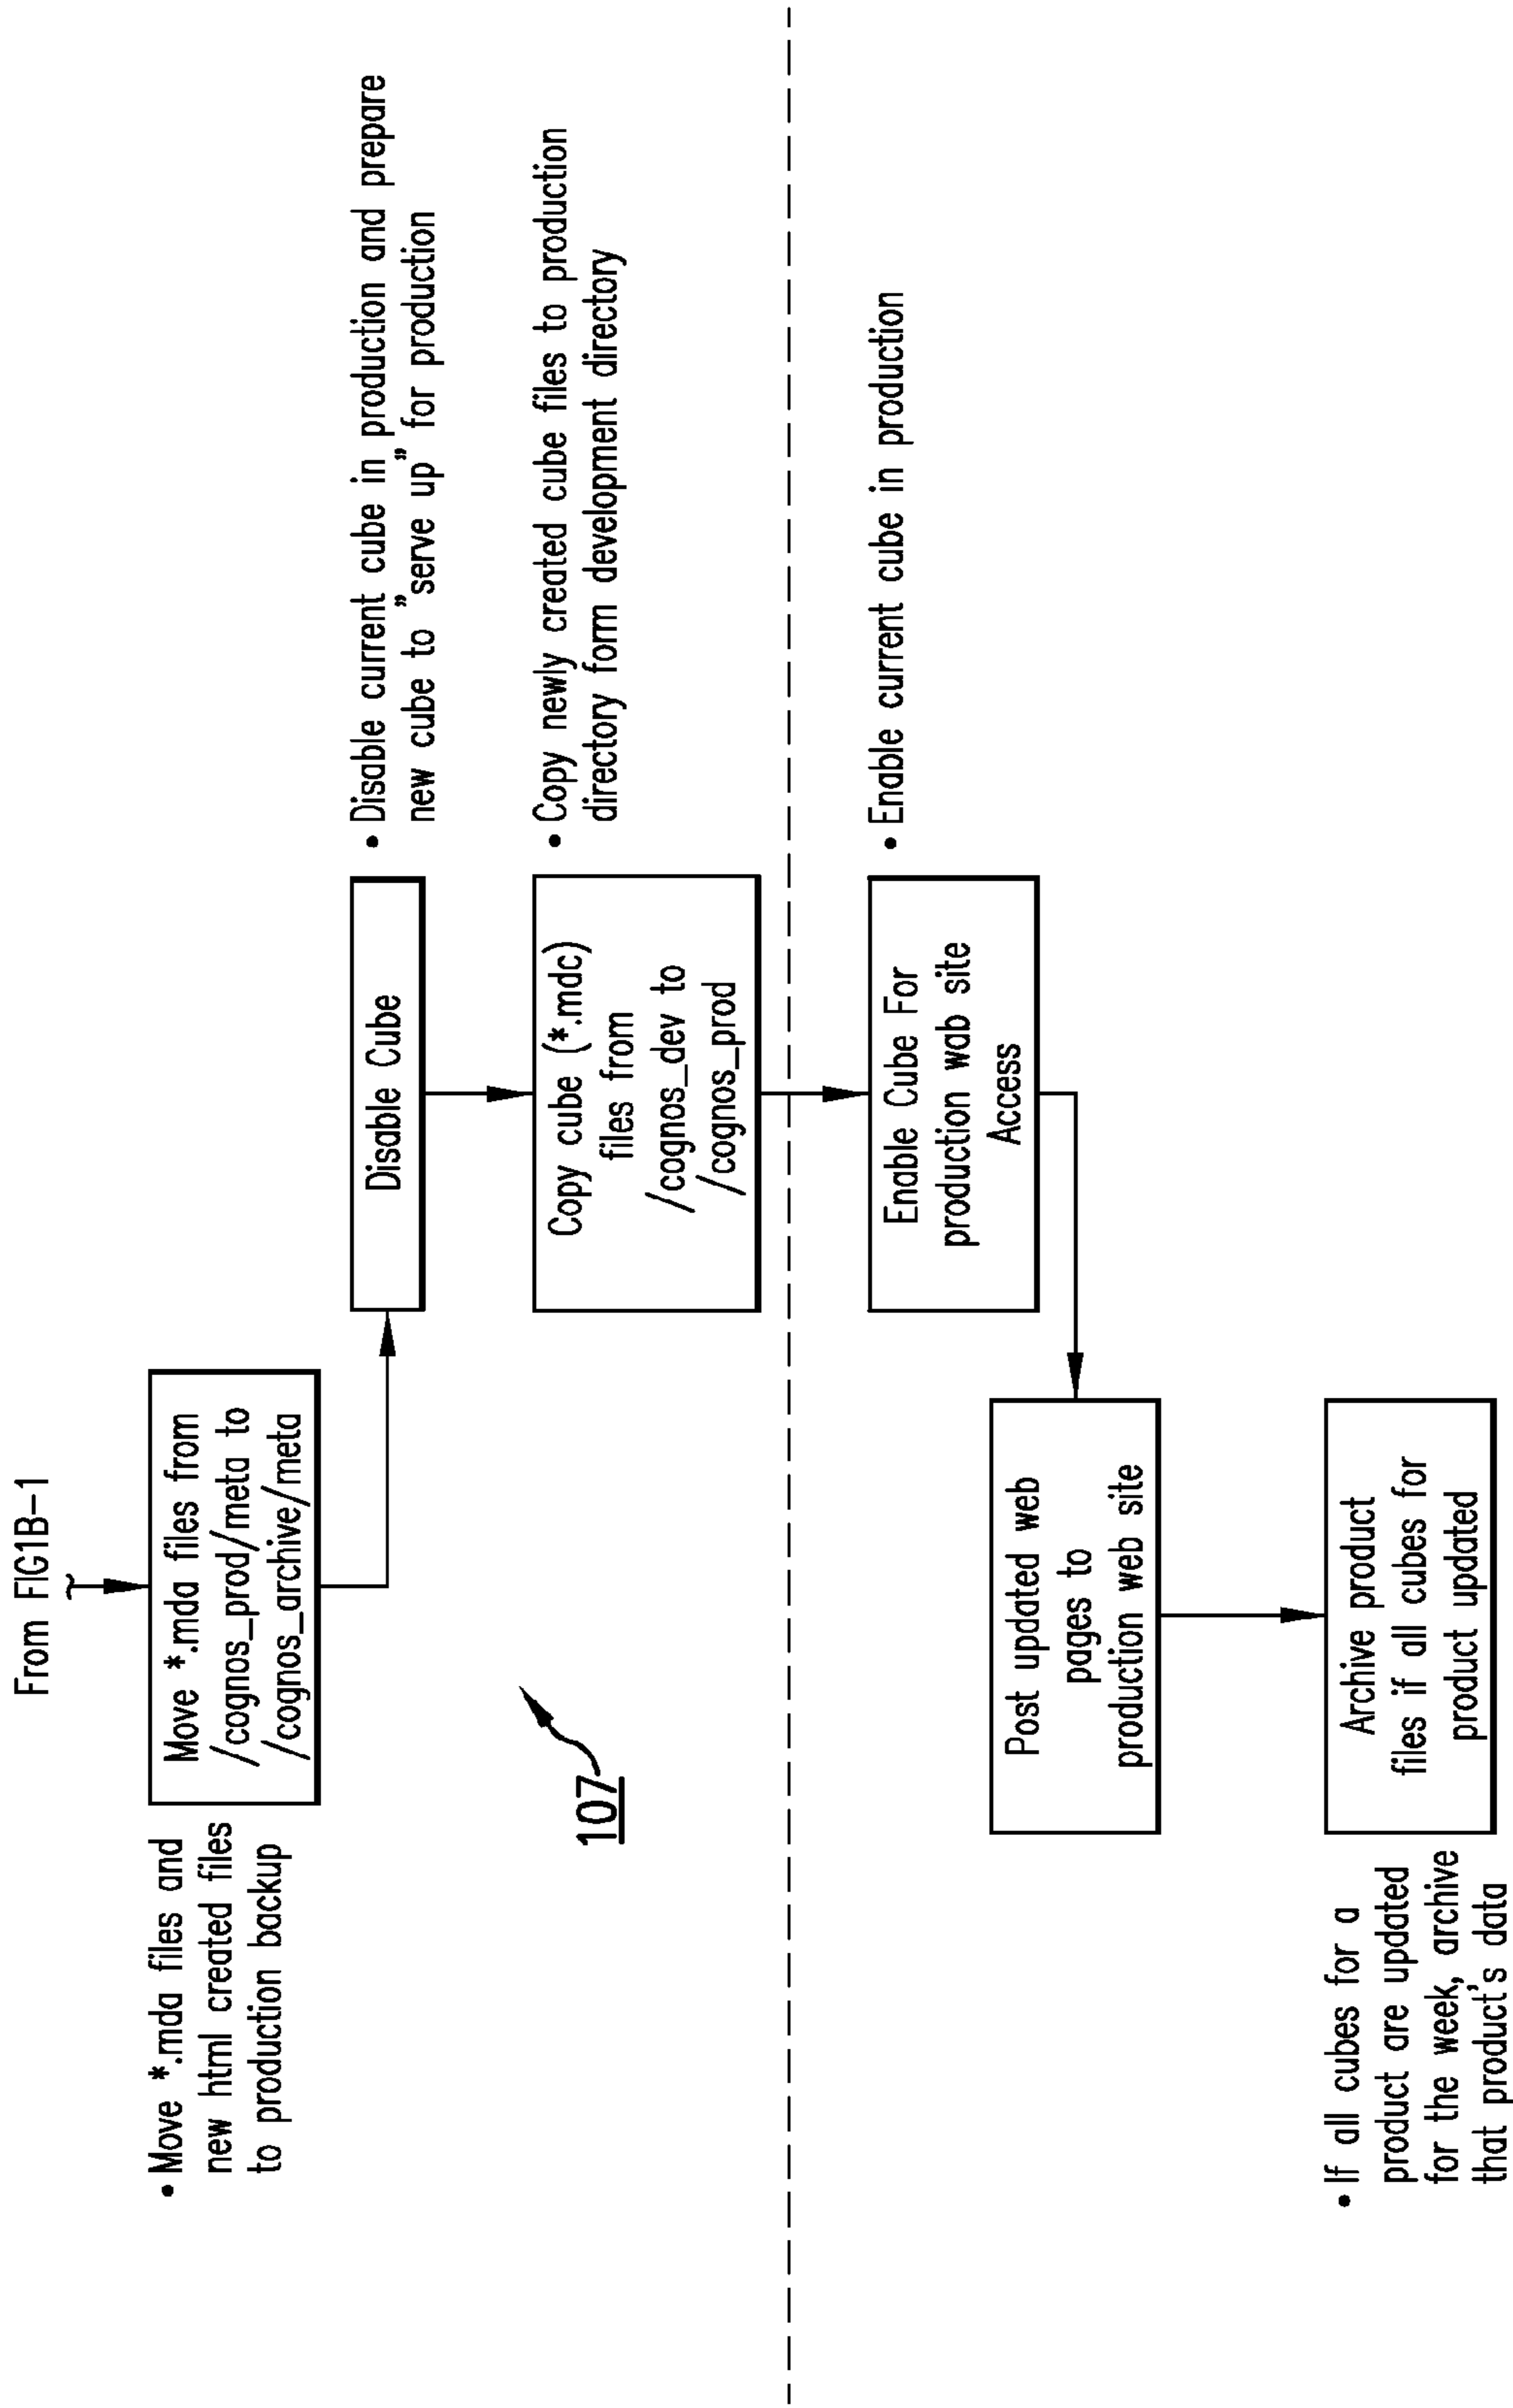 From FIG1B-1
• Move *.mda files and
new html created files
to production backup
Move *.mda files from
/cognos_prod/meta to
/cognos_archive/meta
Disable Cube
• Disable current cube in production and prepare
new cube to "serve up" for production
Copy cube (*.mdc)
files from
/cognos_dev to
/cognos_prod
• Copy newly created cube files to production
directory form development directory
107
Enable Cube For
production wab site
Access
• Enable current cube in production
Post updated web
pages to
production web site
• If all cubes for a
product are updated
for the week, archive
that product's data
Archive product
files if all cubes for
product updated